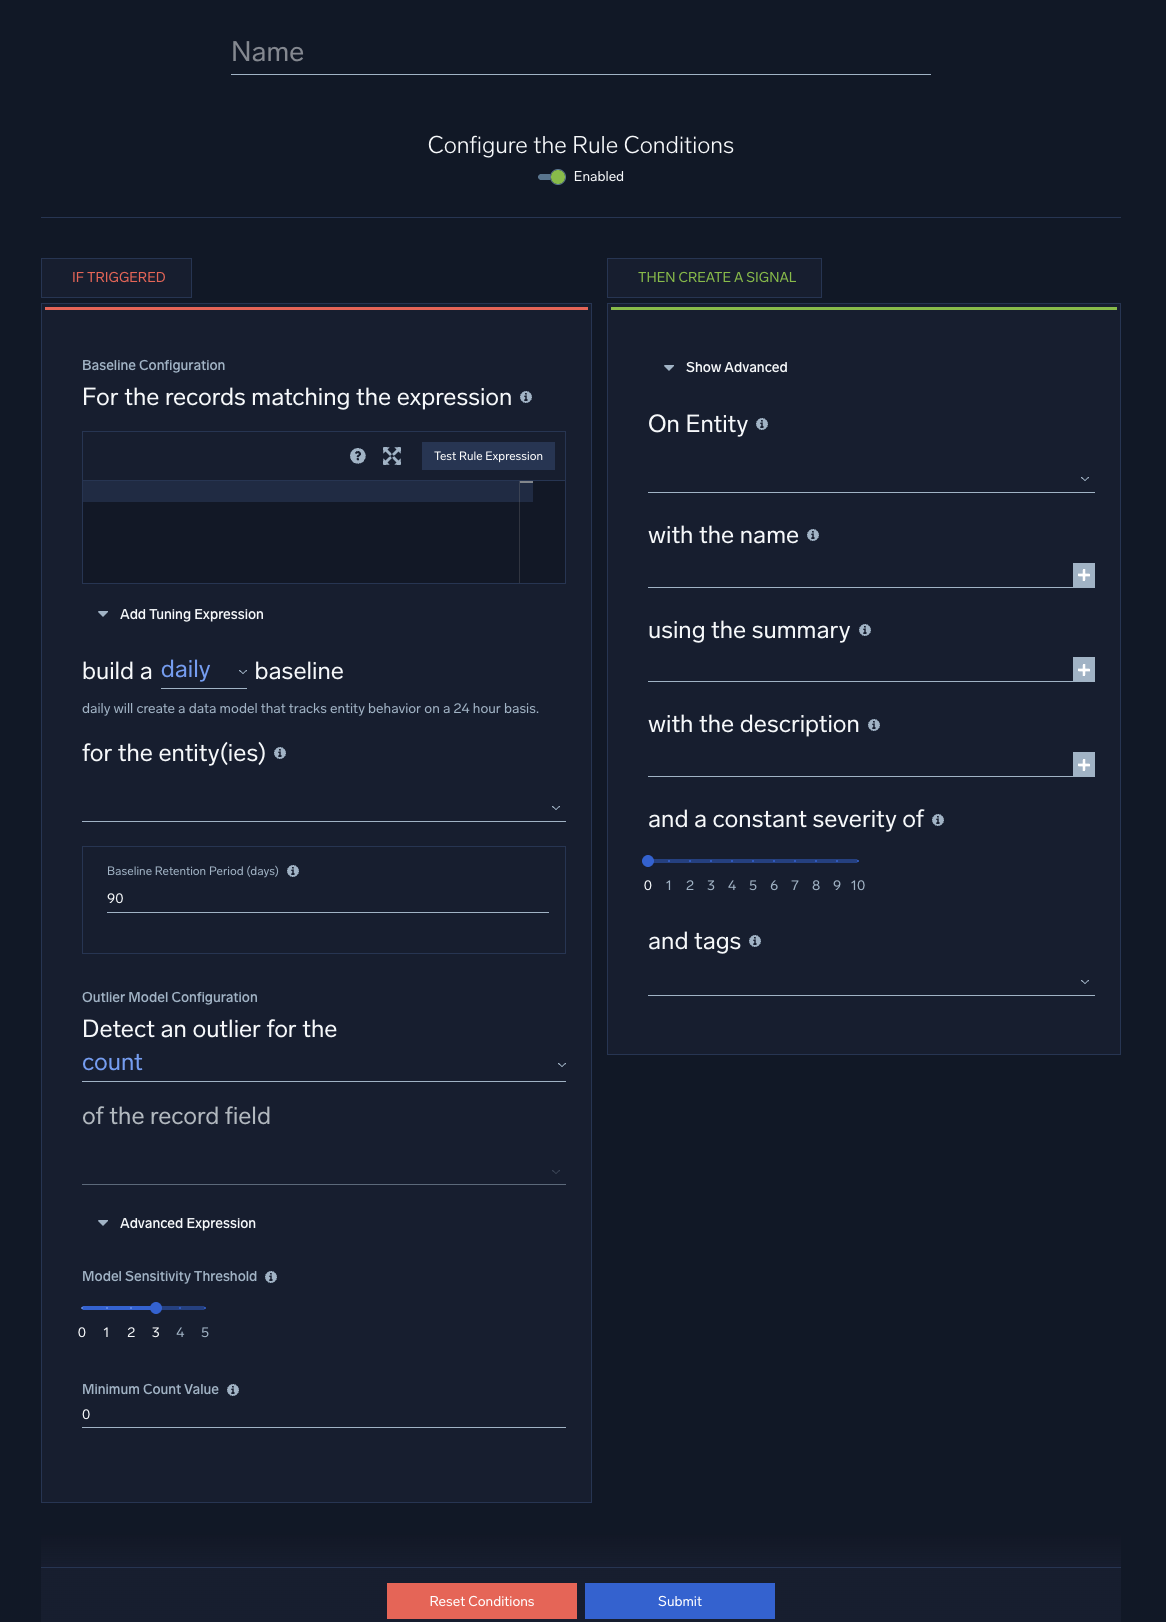 Name
Configure the Rule Conditions
Enabled
IF TRIGGERED
Baseline Configuration
For the records matching the expression
Test Rule Expression
Add Tuning Expression
build a daily baseline
daily will create a data model that tracks entity behavior on a 24 hour basis.
for the entity(ies)
Baseline Retention Period (days)
90
Outlier Model Configuration
Detect an outlier for the
count
of the record field
Advanced Expression
Model Sensitivity Threshold
0 1 2 3 4 5
Minimum Count Value
0
THEN CREATE A SIGNAL
Show Advanced
On Entity
with the name
using the summary
with the description
and a constant severity of
0 1 2 3 4 5 6 7 8 9 10
and tags
Reset Conditions
Submit